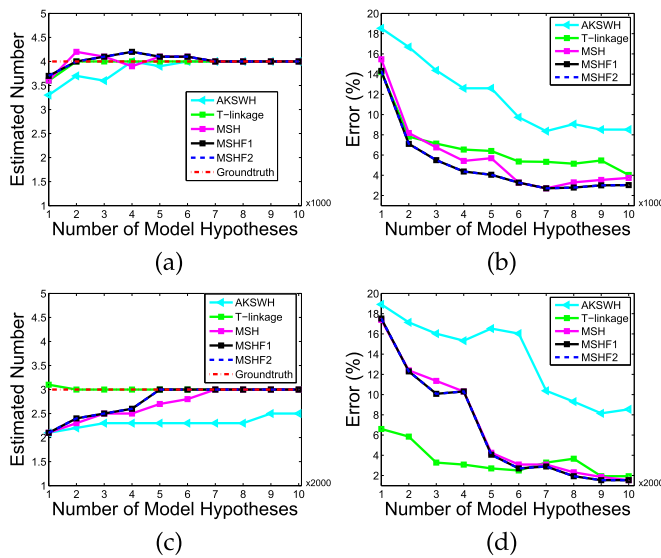 5
4.5
4
3.5
3
2.5
2
1.5
1
Estimated Number
AKSWH
T-linkage
MSH
MSHF1
MSHF2
Groundtruth
1 2 3 4 5 6 7 8 9 10
x1000
Number of Model Hypotheses
(a)
20
18
16
14
12
10
8
6
4
2
Error (%)
AKSWH
T-linkage
MSH
MSHF1
MSHF2
1 2 3 4 5 6 7 8 9 10
x1000
Number of Model Hypotheses
(b)
5
4.5
4
3.5
3
2.5
2
1.5
1
Estimated Number
AKSWH
T-linkage
MSH
MSHF1
MSHF2
Groundtruth
1 2 3 4 5 6 7 8 9 10
x2000
Number of Model Hypotheses
(c)
20
18
16
14
12
10
8
6
4
2
Error (%)
AKSWH
T-linkage
MSH
MSHF1
MSHF2
1 2 3 4 5 6 7 8 9 10
x2000
Number of Model Hypotheses
(d)